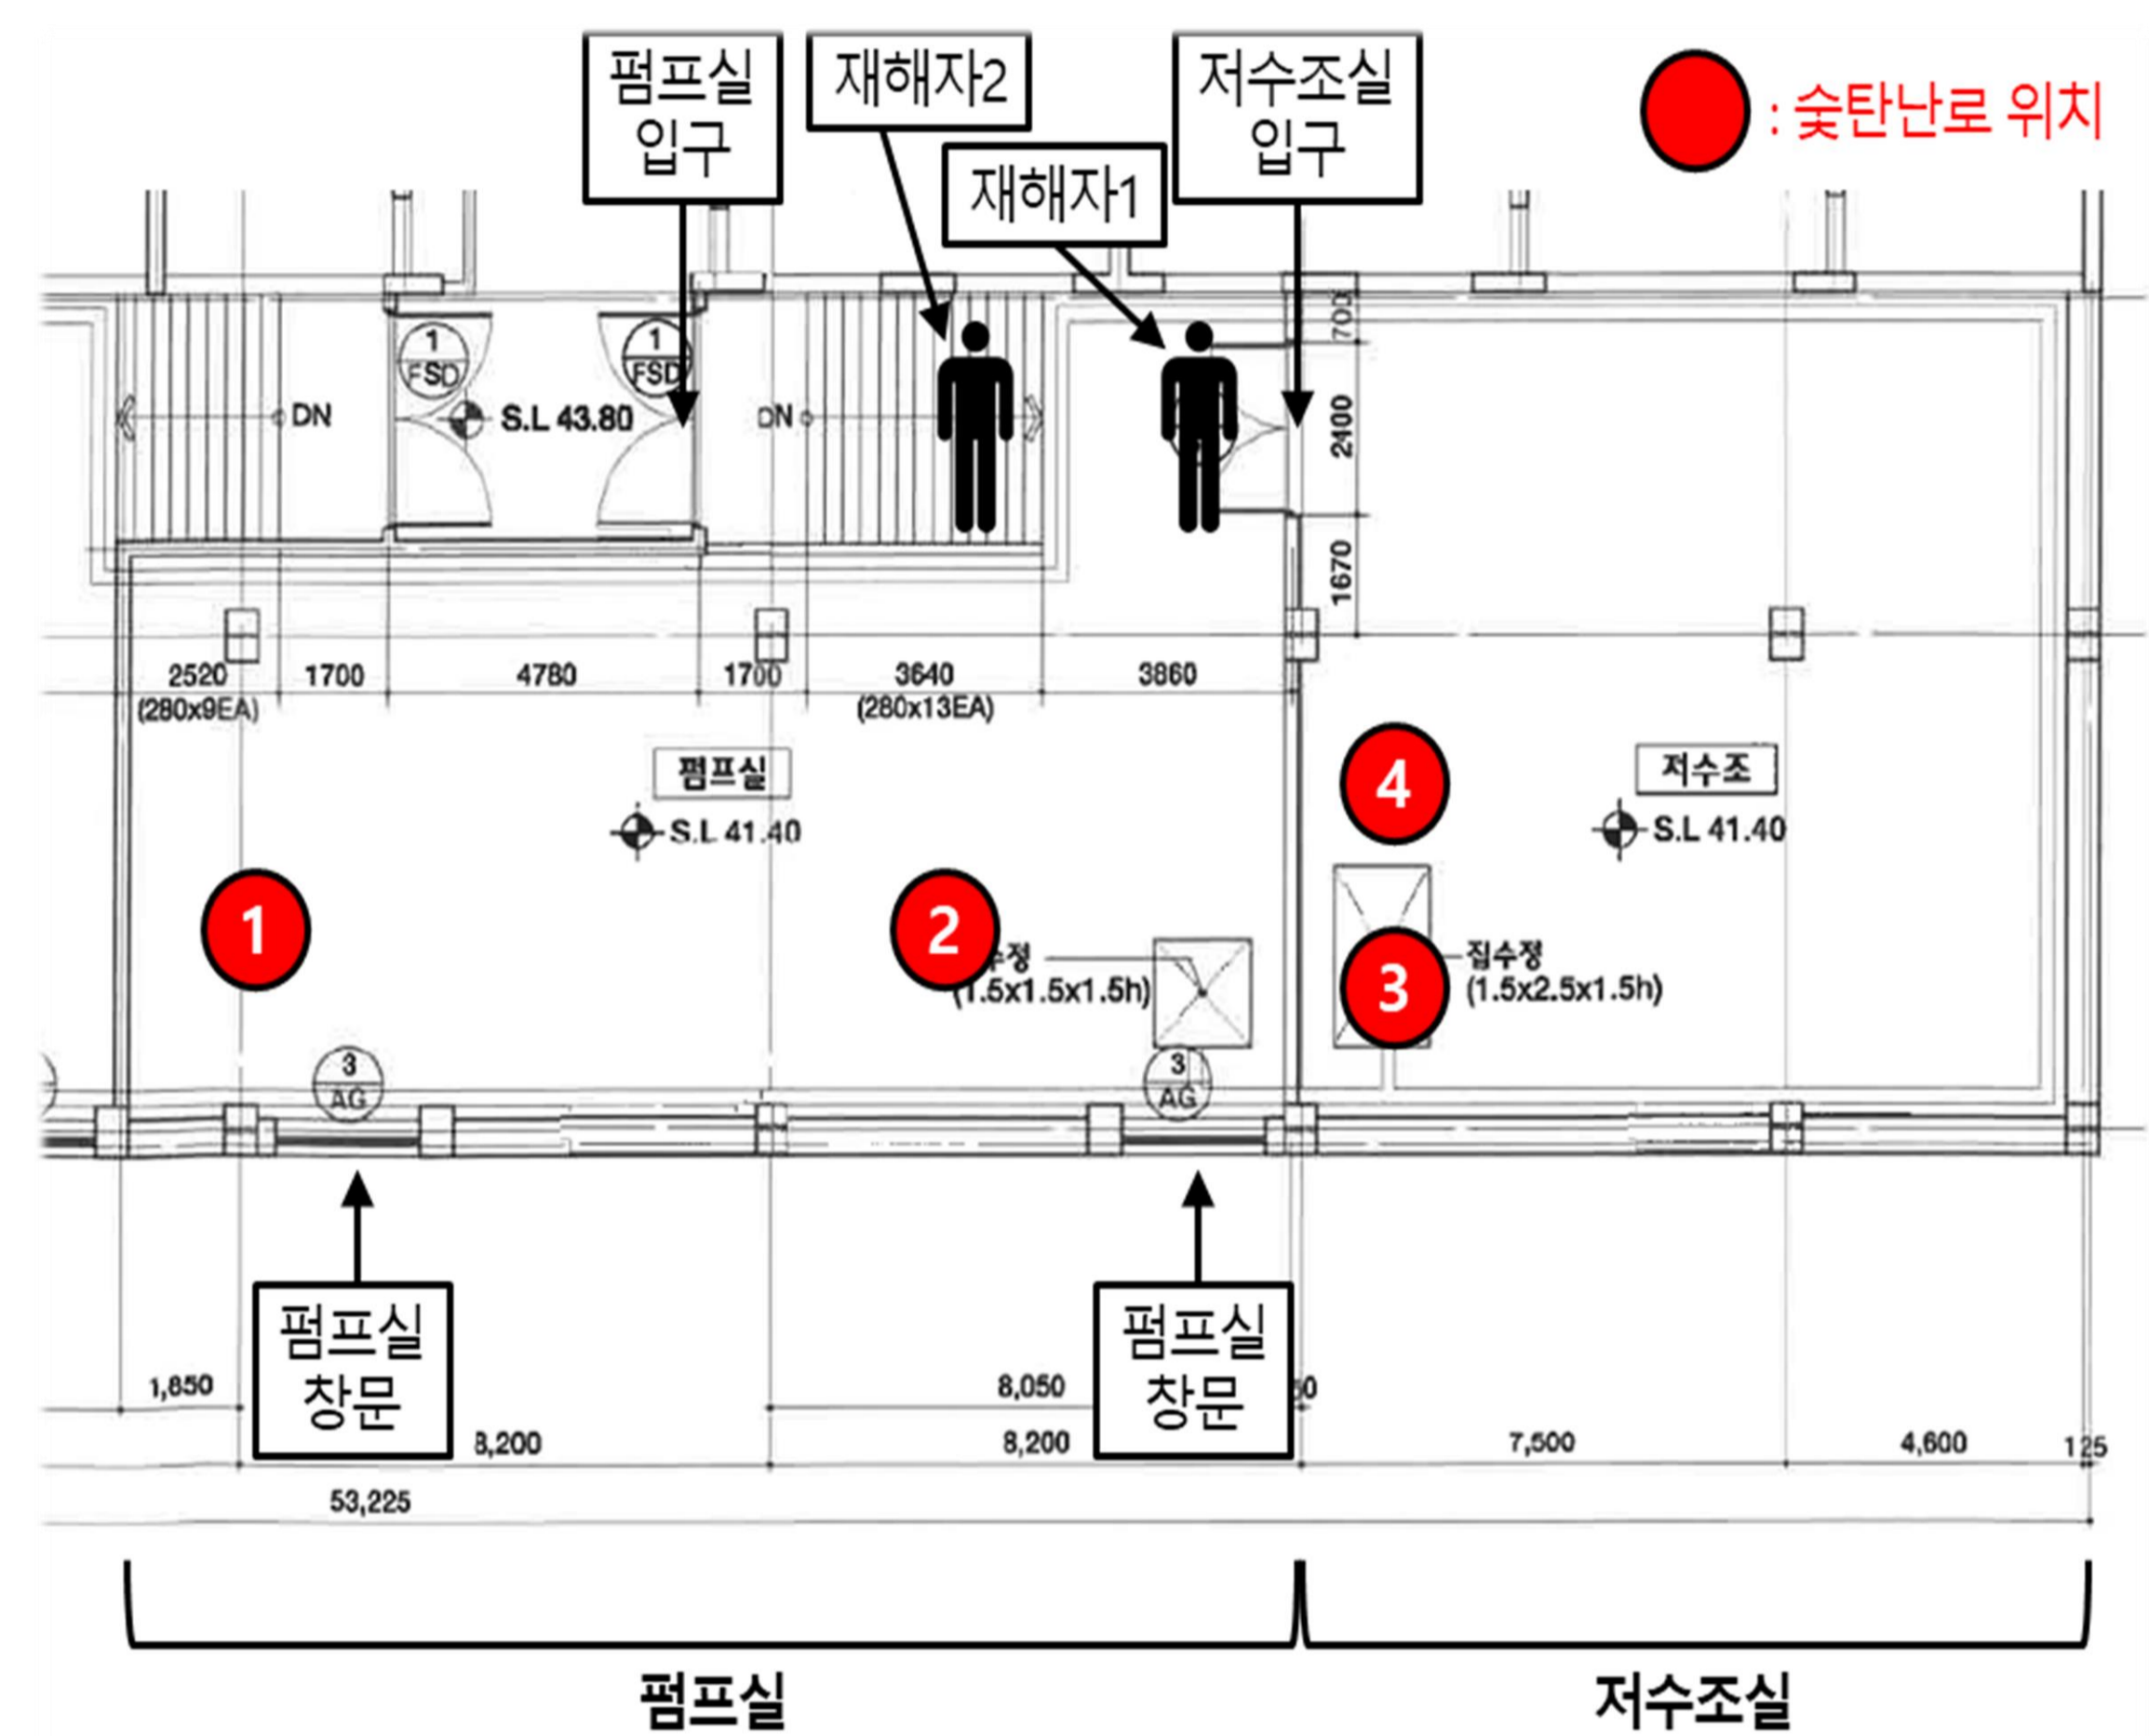 펌프실
입구
재해자2
재해자1
저수조실
입구
: 숯탄난로 위치
1
FSD
1
FSD
DN
S.L 43.80
DN
700
2400
1670
2520
(280x9EA)
1700
4780
1700
3640
(280x13EA)
3860
펌프실
S.L 41.40
저수조
S.L 41.40
4
1
2
수정
(1.5x1.5x1.5h)
3
집수정
(1.5x2.5x1.5h)
3
AG
3
AG
펌프실
창문
펌프실
창문
1,850
8,050
8,200
8,200
7,500
4,600
125
53,225
펌프실
저수조실